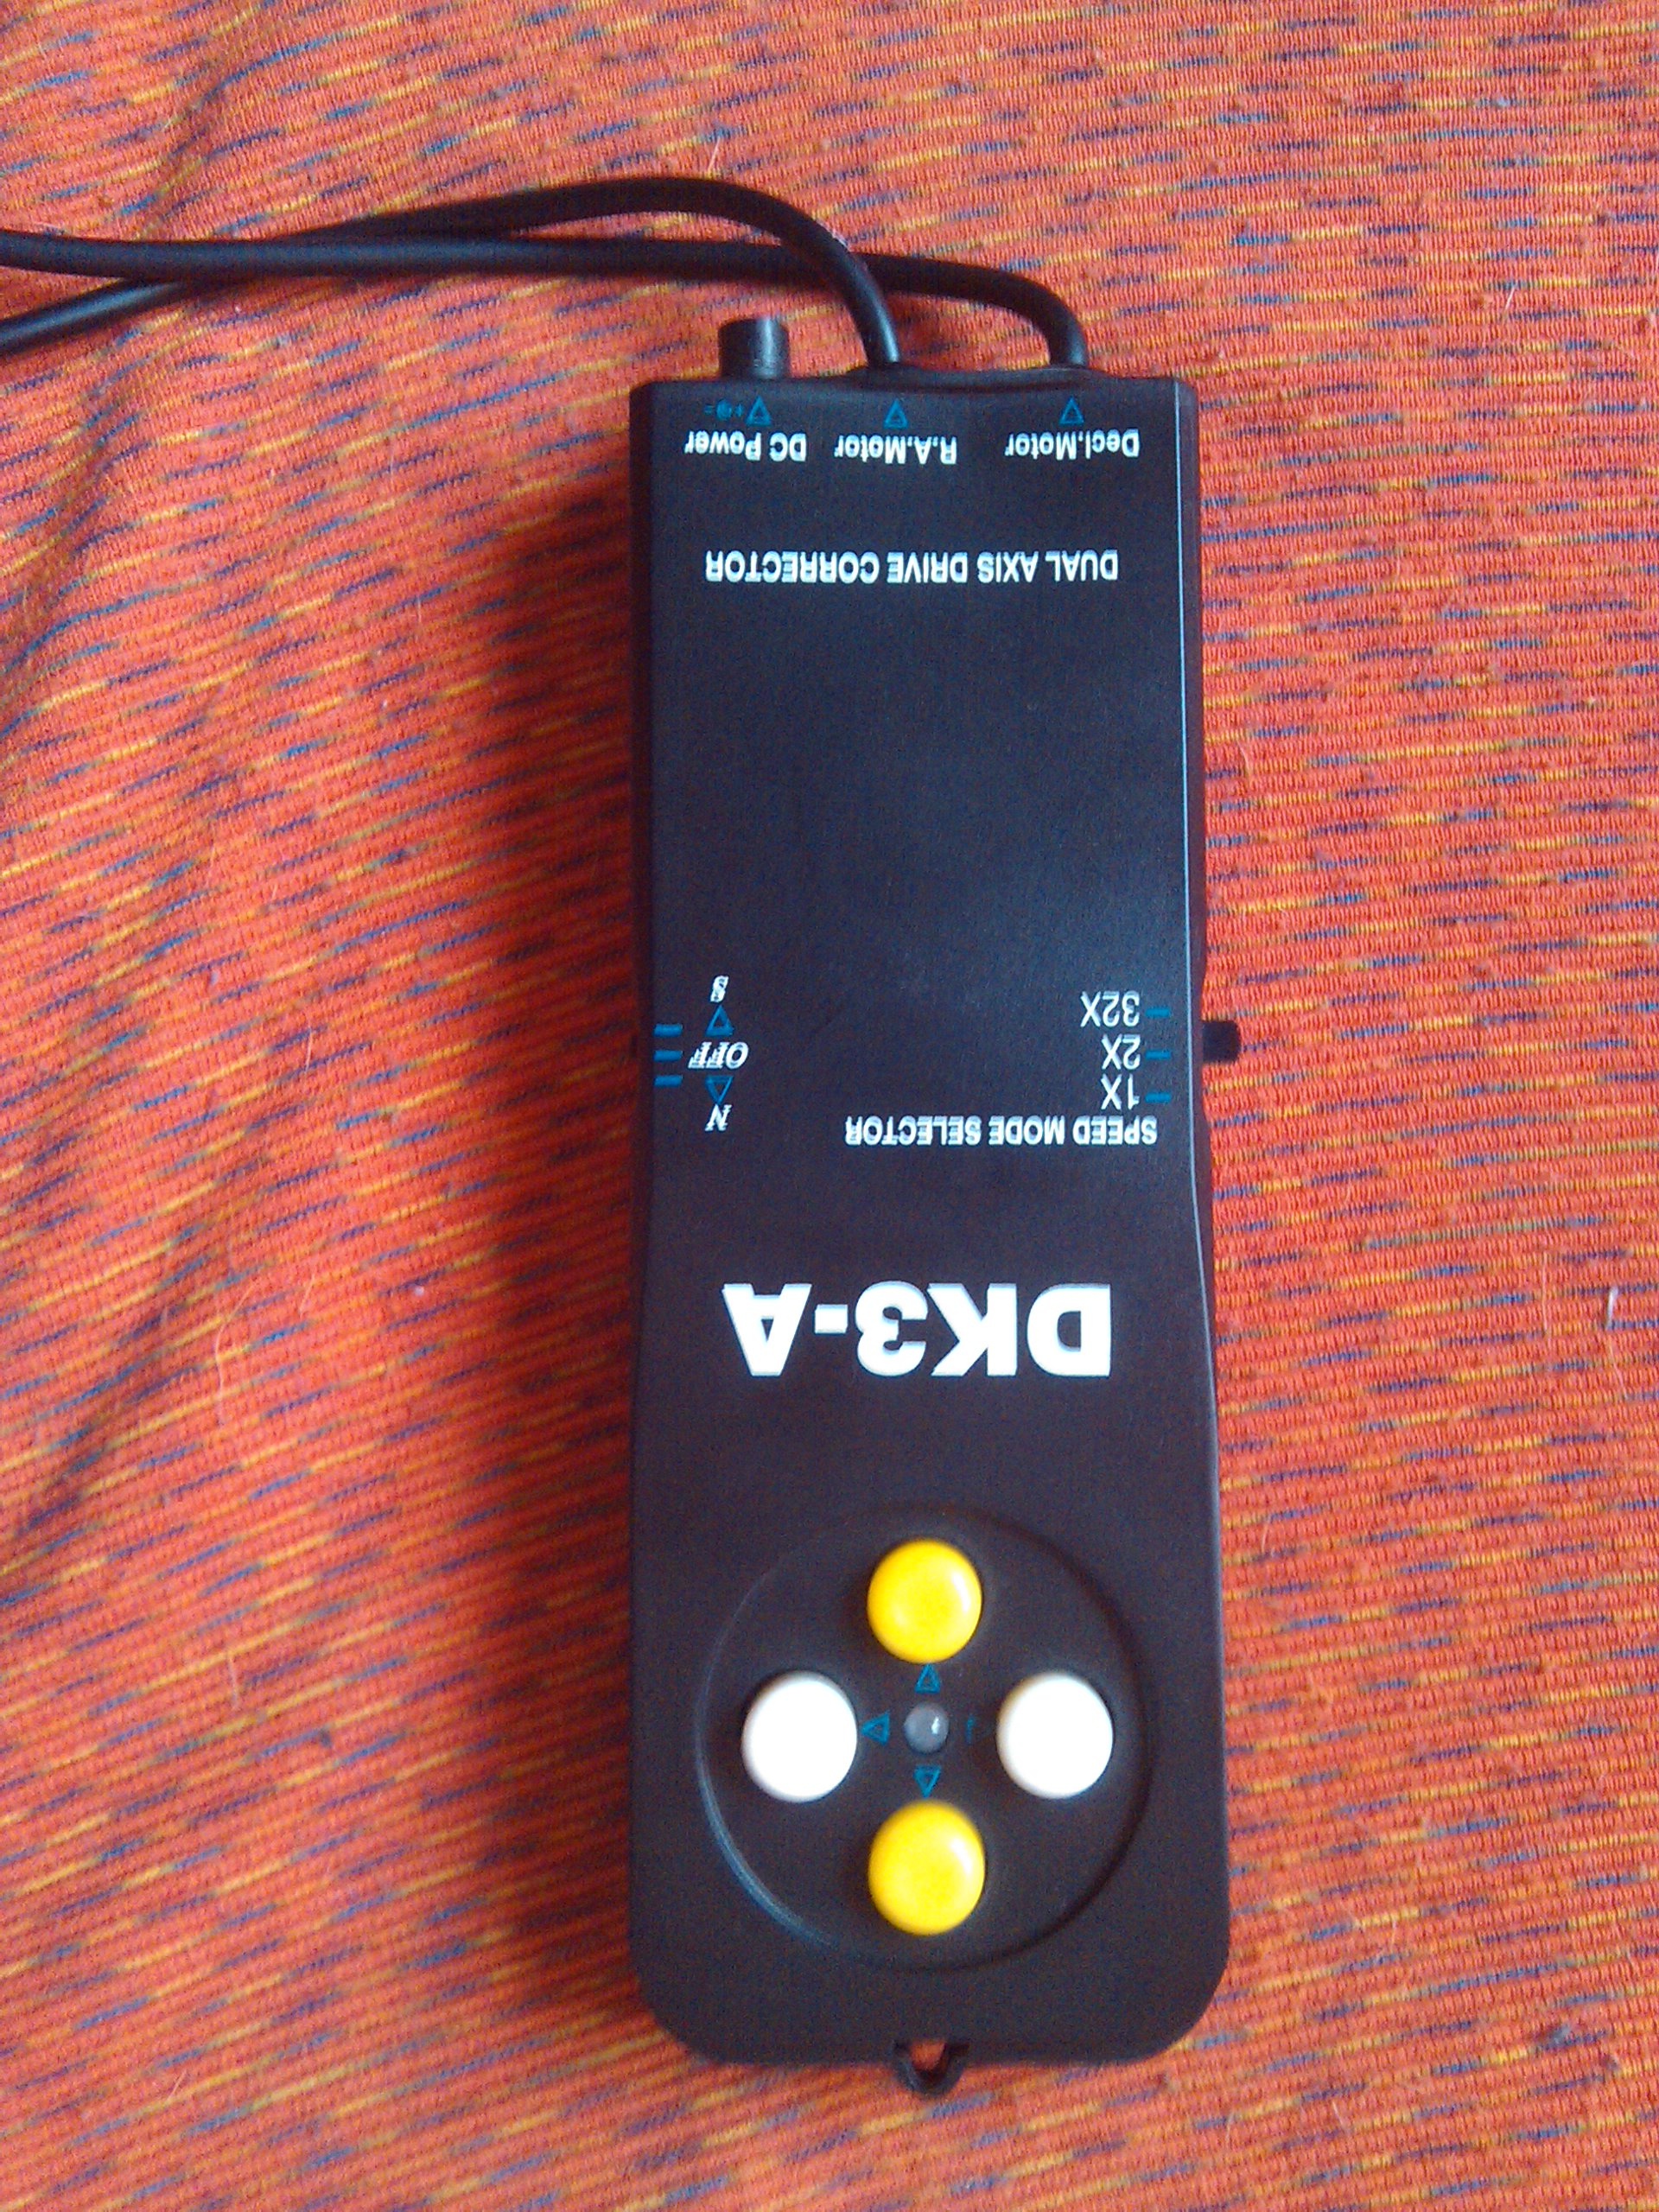 DK3-A
SPEED MODE SELECTOR
1X
2X
32X
N
OFF
S
DUAL AXIS DRIVE CORRECTOR
Decl.Motor R.A.Motor DC Power